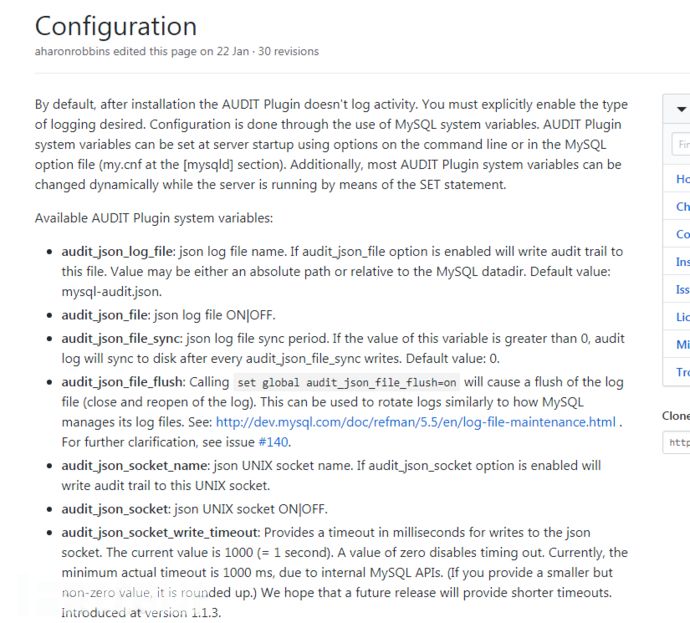 Configuration
aharonrobbins edited this page on 22 Jan · 30 revisions
By default, after installation the AUDIT Plugin doesn't log activity. You must explicitly enable the type
of logging desired. Configuration is done through the use of MySQL system variables. AUDIT Plugin
system variables can be set at server startup using options on the command line or in the MySQL
option file (my.cnf at the [mysqld] section). Additionally, most AUDIT Plugin system variables can be
changed dynamically while the server is running by means of the SET statement.
Available AUDIT Plugin system variables:
• audit_json_log_file: json log file name. If audit_json_file option is enabled will write audit trail to
this file. Value may be either an absolute path or relative to the MySQL datadir. Default value:
mysql-audit.json.
• audit_json_file: json log file ON|OFF.
• audit_json_file_sync: json log file sync period. If the value of this variable is greater than 0, audit
log will sync to disk after every audit_json_file_sync writes. Default value: 0.
• audit_json_file_flush: Calling set global audit_json_file_flush=on will cause a flush of the log
file (close and reopen of the log). This can be used to rotate logs similarly to how MySQL
manages its log files. See: http://dev.mysql.com/doc/refman/5.5/en/log-file-maintenance.html .
For further clarification, see issue #140.
• audit_json_socket_name: json UNIX socket name. If audit_json_socket option is enabled will
write audit trail to this UNIX socket.
• audit_json_socket: json UNIX socket ON|OFF.
• audit_json_socket_write_timeout: Provides a timeout in milliseconds for writes to the json
socket. The current value is 1000 (= 1 second). A value of zero disables timing out. Currently, the
minimum actual timeout is 1000 ms, due to internal MySQL APIs. (If you provide a smaller but
non-zero value, it is rounded up.) We hope that a future release will provide shorter timeouts.
Introduced at version 1.1.3.
Fin
Ho
Ch
Co
Ins
Iss
Lic
Mi
Tro
Clone
http